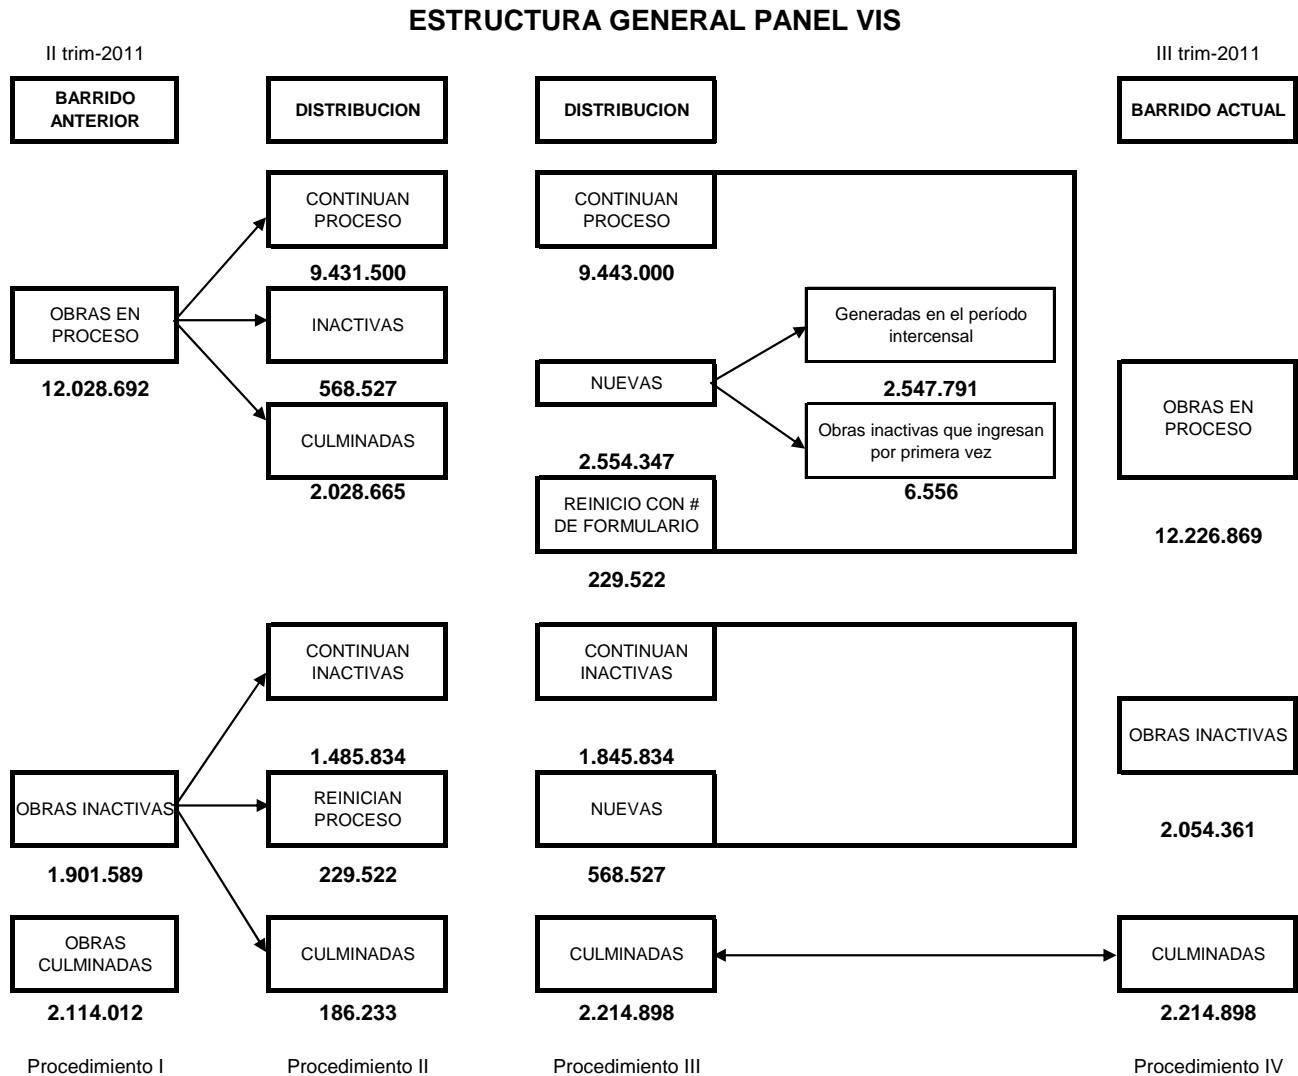 ESTRUCTURA GENERAL PANEL VIS
II trim-2011
III trim-2011
BARRIDO
ANTERIOR
DISTRIBUCION
DISTRIBUCION
BARRIDO ACTUAL
CONTINUAN
PROCESO
9.431.500
CONTINUAN
PROCESO
9.443.000
OBRAS EN
PROCESO
12.028.692
INACTIVAS
568.527
CULMINADAS
2.028.665
NUEVAS
2.554.347
Generadas en el período
intercensal
2.547.791
Obras inactivas que ingresan
por primera vez
6.556
REINICIO CON #
DE FORMULARIO
229.522
OBRAS EN
PROCESO
12.226.869
CONTINUAN
INACTIVAS
1.485.834
CONTINUAN
INACTIVAS
1.845.834
OBRAS INACTIVAS
2.054.361
OBRAS INACTIVAS
1.901.589
REINICIAN
PROCESO
229.522
NUEVAS
568.527
OBRAS
CULMINADAS
2.114.012
CULMINADAS
186.233
CULMINADAS
2.214.898
CULMINADAS
2.214.898
Procedimiento I
Procedimiento II
Procedimiento III
Procedimiento IV